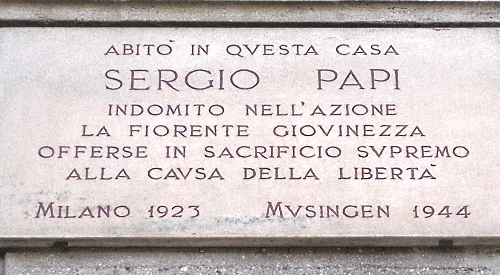 ABITÒ IN QVESTA CASA
SERGIO PAPI
INDOMITO NELL'AZIONE
LA FIORENTE GIOVINEZZA
OFFERSE IN SACRIFICIO SVPREMO
ALLA CAVSA DELLA LIBERTÀ
MILANO 1923 MVSINGEN 1944